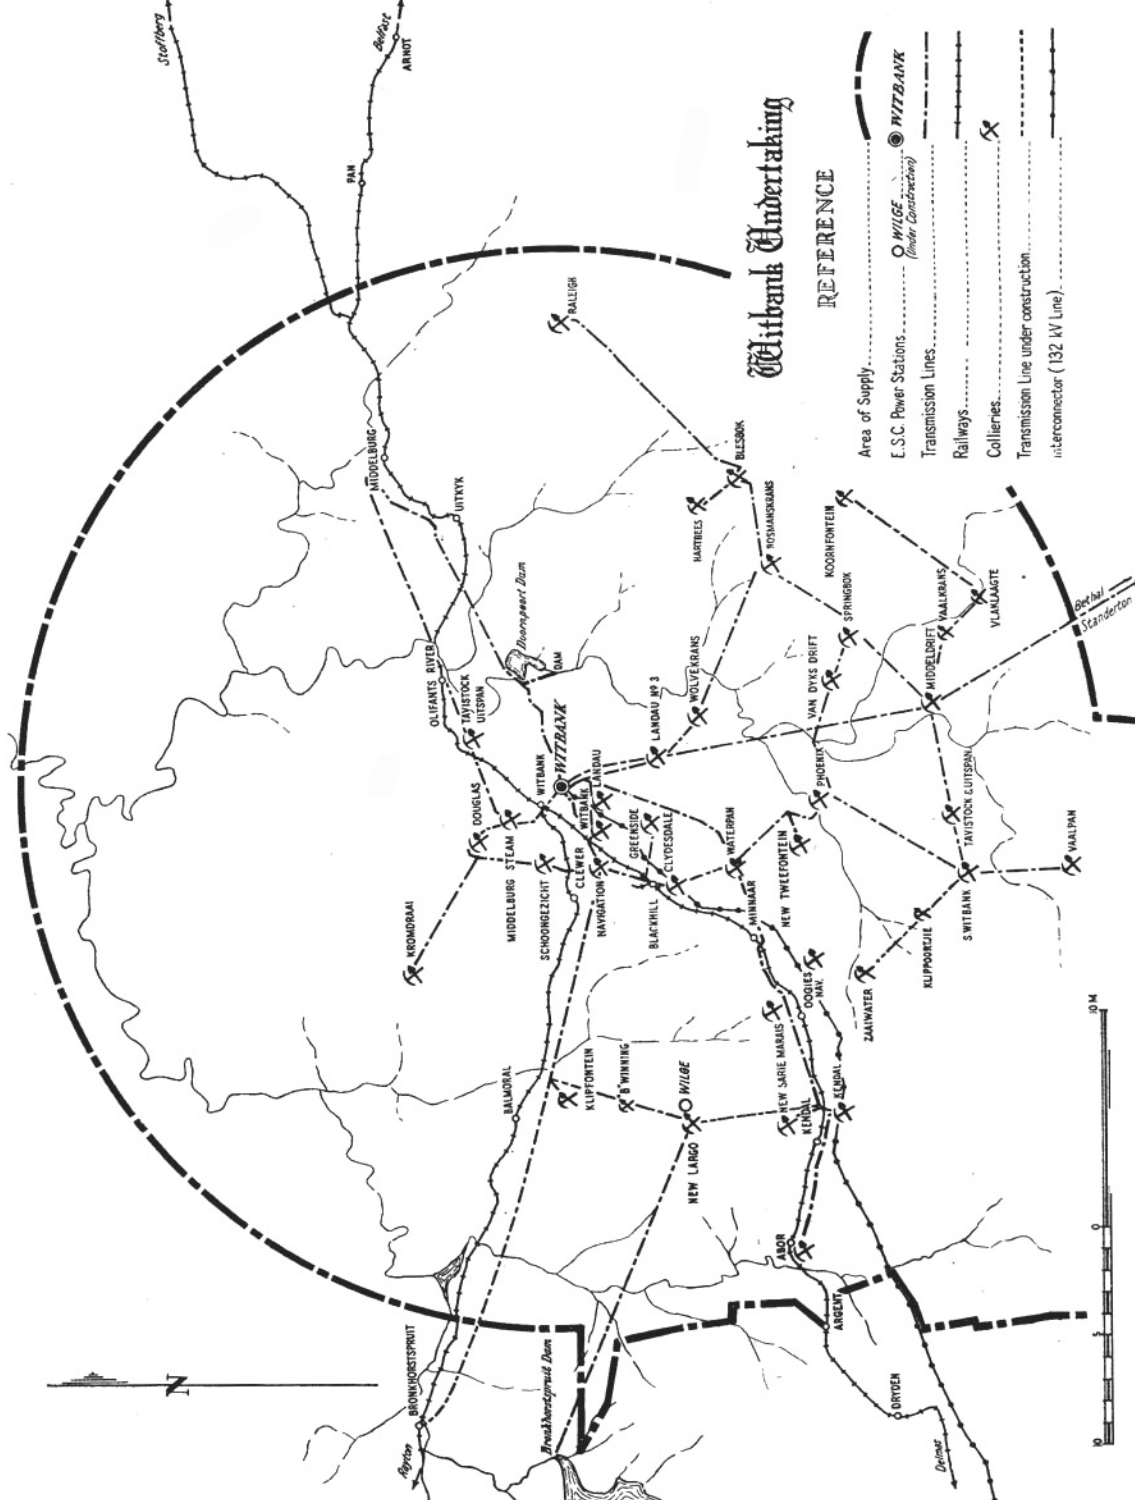 Witbank Undertaking
REFERENCE
Area of Supply
E.S.C. Power Stations
WILGE
(Under Construction)
WITBANK
Transmission Lines
Railways
Collieries
Transmission Line under construction
Interconnector (132 kV Line)
Stoffberg
Belfast
ARNOT
PAN
MIDDELBURG
UITKYK
RALEIGH
BLESBOK
HARTBEES
ROSMANSKRANS
KOORNFONTEIN
SPRINGBOK
VAALKRANS
VLAKLAAGTE
MIDDELDRIFT
VAN DYKS DRIFT
Bethal
Standerton
Doornpoort Dam
DAM
OLIFANTS RIVER
TAVISTOCK
UITSPAN
WOLVEKRANS
LANDAU Nº 3
WITBANK
WITBANK
LANDAU
WITBANK
DOUGLAS
MIDDELBURG STEAM
SCHOONGEZICHT
CLEWER
NAVIGATION
GREENSIDE
CLYDESDALE
BLACKHILL
WATERPAN
PHOENIX
NEW TWEEFONTEIN
MINNAAR
TAVISTOCK & UITSPAN
VAALPAN
S. WITBANK
KLIPPOORTJIE
ZAAIWATER
OOGIES
NAV.
KROMDRAAI
BALMORAL
KLIPFONTEIN
B WINNING
WILGE
NEW LARGO
NEW SARIE MARAIS
KENDAL
KENDAL
ABOR
ARGENT
DRYDEN
Delmas
BRONKHORSTSPRUIT
Rayton
Bronkhorstspruit Dam
N
10
5
0
10 M